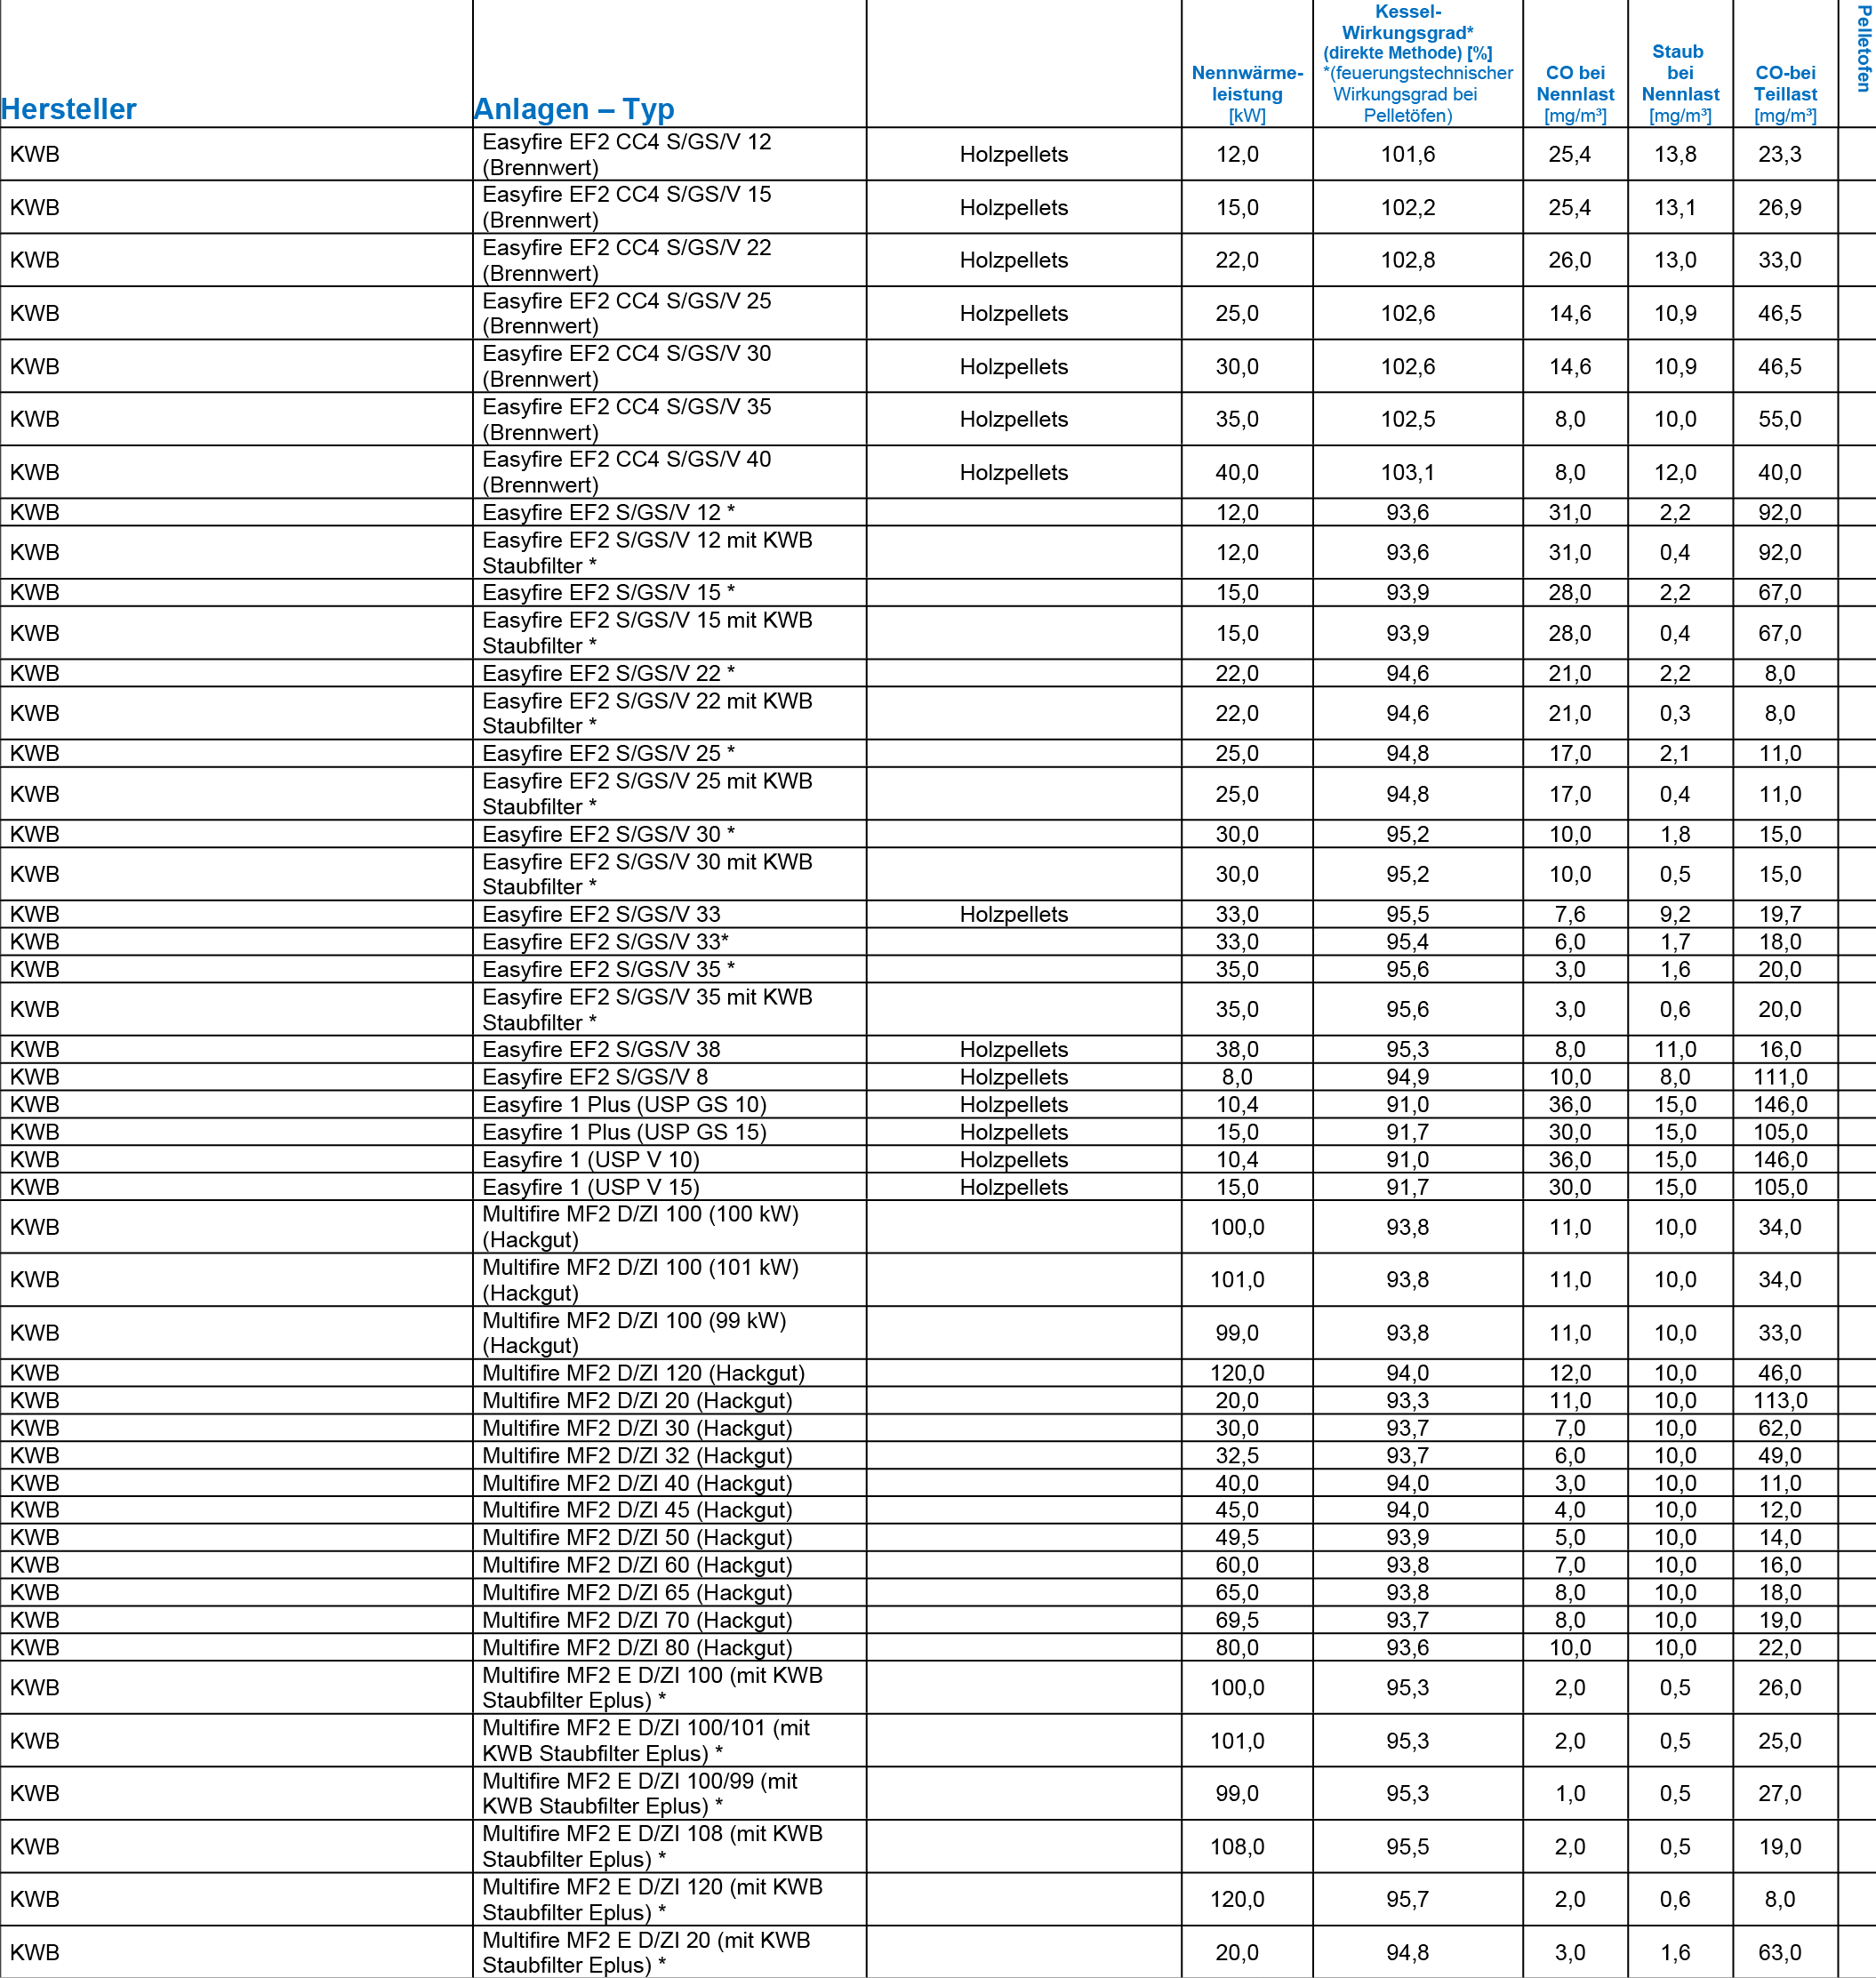 Hersteller Anlagen – Typ Nennwärme-leistung [kW] Kessel-Wirkungsgrad* (direkte Methode) [%] *(feuerungstechnischer Wirkungsgrad bei Pelletöfen) CO bei Nennlast [mg/m³] Staub bei Nennlast [mg/m³] CO-bei Teillast [mg/m³] Pelletofen
KWB Easyfire EF2 CC4 S/GS/V 12 (Brennwert) Holzpellets 12,0 101,6 25,4 13,8 23,3
KWB Easyfire EF2 CC4 S/GS/V 15 (Brennwert) Holzpellets 15,0 102,2 25,4 13,1 26,9
KWB Easyfire EF2 CC4 S/GS/V 22 (Brennwert) Holzpellets 22,0 102,8 26,0 13,0 33,0
KWB Easyfire EF2 CC4 S/GS/V 25 (Brennwert) Holzpellets 25,0 102,6 14,6 10,9 46,5
KWB Easyfire EF2 CC4 S/GS/V 30 (Brennwert) Holzpellets 30,0 102,6 14,6 10,9 46,5
KWB Easyfire EF2 CC4 S/GS/V 35 (Brennwert) Holzpellets 35,0 102,5 8,0 10,0 55,0
KWB Easyfire EF2 CC4 S/GS/V 40 (Brennwert) Holzpellets 40,0 103,1 8,0 12,0 40,0
KWB Easyfire EF2 S/GS/V 12 * 12,0 93,6 31,0 2,2 92,0
KWB Easyfire EF2 S/GS/V 12 mit KWB Staubfilter * 12,0 93,6 31,0 0,4 92,0
KWB Easyfire EF2 S/GS/V 15 * 15,0 93,9 28,0 2,2 67,0
KWB Easyfire EF2 S/GS/V 15 mit KWB Staubfilter * 15,0 93,9 28,0 0,4 67,0
KWB Easyfire EF2 S/GS/V 22 * 22,0 94,6 21,0 2,2 8,0
KWB Easyfire EF2 S/GS/V 22 mit KWB Staubfilter * 22,0 94,6 21,0 0,3 8,0
KWB Easyfire EF2 S/GS/V 25 * 25,0 94,8 17,0 2,1 11,0
KWB Easyfire EF2 S/GS/V 25 mit KWB Staubfilter * 25,0 94,8 17,0 0,4 11,0
KWB Easyfire EF2 S/GS/V 30 * 30,0 95,2 10,0 1,8 15,0
KWB Easyfire EF2 S/GS/V 30 mit KWB Staubfilter * 30,0 95,2 10,0 0,5 15,0
KWB Easyfire EF2 S/GS/V 33 Holzpellets 33,0 95,5 7,6 9,2 19,7
KWB Easyfire EF2 S/GS/V 33* 33,0 95,4 6,0 1,7 18,0
KWB Easyfire EF2 S/GS/V 35 * 35,0 95,6 3,0 1,6 20,0
KWB Easyfire EF2 S/GS/V 35 mit KWB Staubfilter * 35,0 95,6 3,0 0,6 20,0
KWB Easyfire EF2 S/GS/V 38 Holzpellets 38,0 95,3 8,0 11,0 16,0
KWB Easyfire EF2 S/GS/V 8 Holzpellets 8,0 94,9 10,0 8,0 111,0
KWB Easyfire 1 Plus (USP GS 10) Holzpellets 10,4 91,0 36,0 15,0 146,0
KWB Easyfire 1 Plus (USP GS 15) Holzpellets 15,0 91,7 30,0 15,0 105,0
KWB Easyfire 1 (USP V 10) Holzpellets 10,4 91,0 36,0 15,0 146,0
KWB Easyfire 1 (USP V 15) Holzpellets 15,0 91,7 30,0 15,0 105,0
KWB Multifire MF2 D/ZI 100 (100 kW) (Hackgut) 100,0 93,8 11,0 10,0 34,0
KWB Multifire MF2 D/ZI 100 (101 kW) (Hackgut) 101,0 93,8 11,0 10,0 34,0
KWB Multifire MF2 D/ZI 100 (99 kW) (Hackgut) 99,0 93,8 11,0 10,0 33,0
KWB Multifire MF2 D/ZI 120 (Hackgut) 120,0 94,0 12,0 10,0 46,0
KWB Multifire MF2 D/ZI 20 (Hackgut) 20,0 93,3 11,0 10,0 113,0
KWB Multifire MF2 D/ZI 30 (Hackgut) 30,0 93,7 7,0 10,0 62,0
KWB Multifire MF2 D/ZI 32 (Hackgut) 32,5 93,7 6,0 10,0 49,0
KWB Multifire MF2 D/ZI 40 (Hackgut) 40,0 94,0 3,0 10,0 11,0
KWB Multifire MF2 D/ZI 45 (Hackgut) 45,0 94,0 4,0 10,0 12,0
KWB Multifire MF2 D/ZI 50 (Hackgut) 49,5 93,9 5,0 10,0 14,0
KWB Multifire MF2 D/ZI 60 (Hackgut) 60,0 93,8 7,0 10,0 16,0
KWB Multifire MF2 D/ZI 65 (Hackgut) 65,0 93,8 8,0 10,0 18,0
KWB Multifire MF2 D/ZI 70 (Hackgut) 69,5 93,7 8,0 10,0 19,0
KWB Multifire MF2 D/ZI 80 (Hackgut) 80,0 93,6 10,0 10,0 22,0
KWB Multifire MF2 E D/ZI 100 (mit KWB Staubfilter Eplus) * 100,0 95,3 2,0 0,5 26,0
KWB Multifire MF2 E D/ZI 100/101 (mit KWB Staubfilter Eplus) * 101,0 95,3 2,0 0,5 25,0
KWB Multifire MF2 E D/ZI 100/99 (mit KWB Staubfilter Eplus) * 99,0 95,3 1,0 0,5 27,0
KWB Multifire MF2 E D/ZI 108 (mit KWB Staubfilter Eplus) * 108,0 95,5 2,0 0,5 19,0
KWB Multifire MF2 E D/ZI 120 (mit KWB Staubfilter Eplus) * 120,0 95,7 2,0 0,6 8,0
KWB Multifire MF2 E D/ZI 20 (mit KWB Staubfilter Eplus) * 20,0 94,8 3,0 1,6 63,0